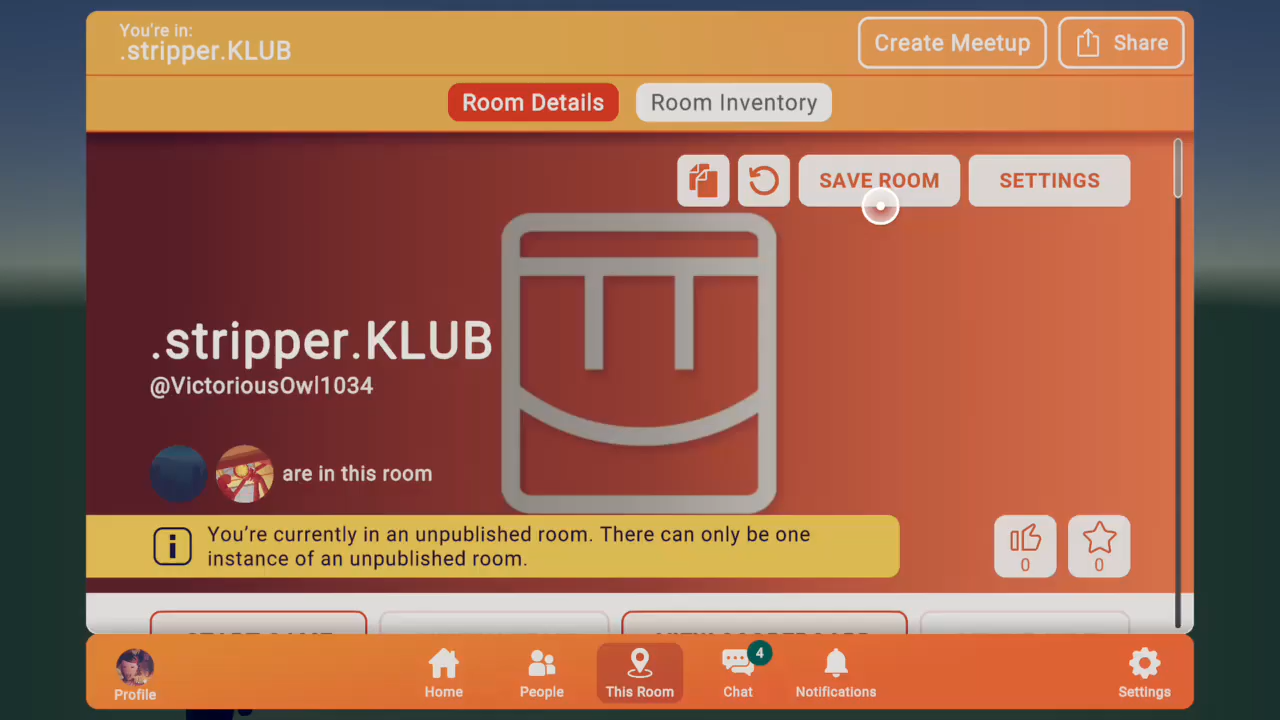 You're in:
.stripper.KLUB
Create Meetup
Share
Room Details
Room Inventory
SAVE ROOM
SETTINGS
.stripper.KLUB
@VictoriousOwl1034
are in this room
You're currently in an unpublished room. There can only be one
instance of an unpublished room.
0
0
4
Profile
Home
People
This Room
Chat
Notifications
Settings